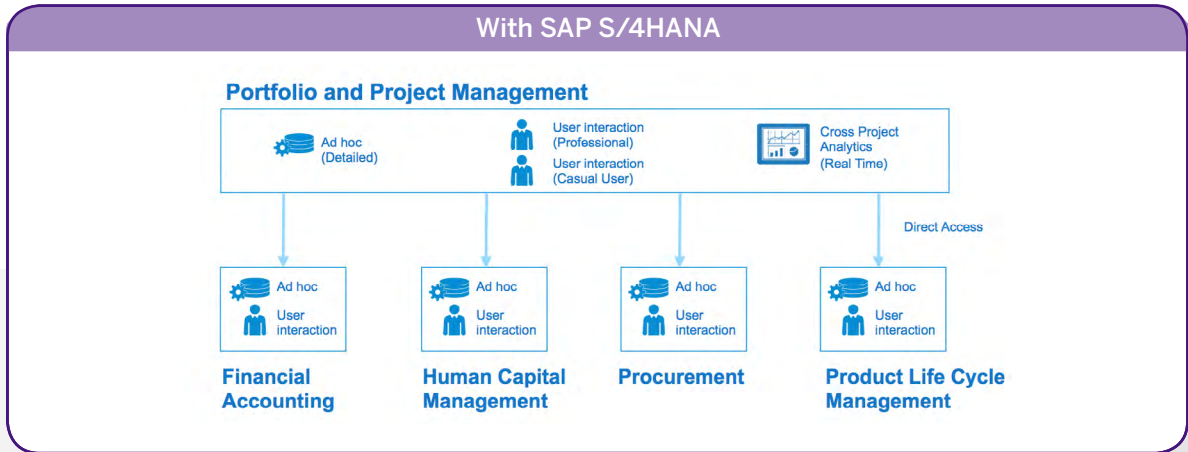 With SAP S/4HANA
Portfolio and Project Management
Ad hoc
(Detailed)
User interaction
(Professional)
User interaction
(Casual User)
Cross Project
Analytics
(Real Time)
Direct Access
Ad hoc
User
interaction
Ad hoc
User
interaction
Ad hoc
User
interaction
Ad hoc
User
interaction
Financial
Accounting
Human Capital
Management
Procurement
Product Life Cycle
Management